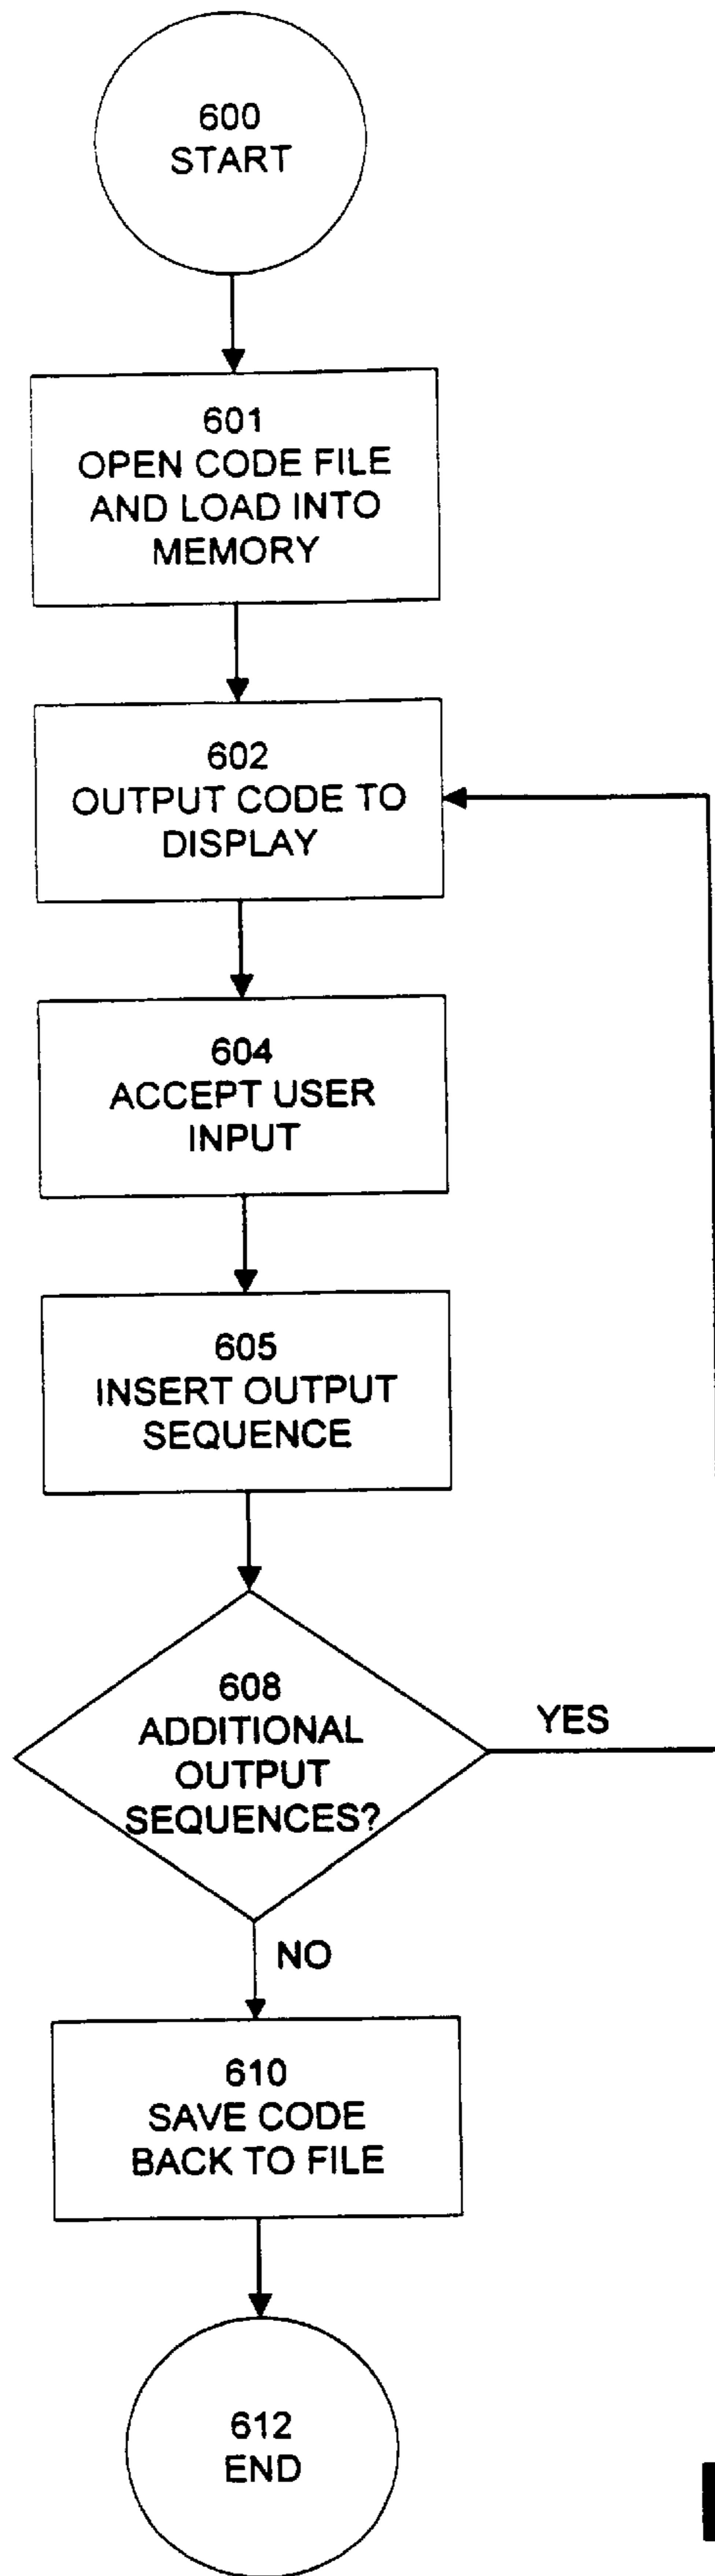 600
START
601
OPEN CODE FILE
AND LOAD INTO
MEMORY
602
OUTPUT CODE TO
DISPLAY
604
ACCEPT USER
INPUT
605
INSERT OUTPUT
SEQUENCE
608
ADDITIONAL
OUTPUT
SEQUENCES?
YES
NO
610
SAVE CODE
BACK TO FILE
612
END